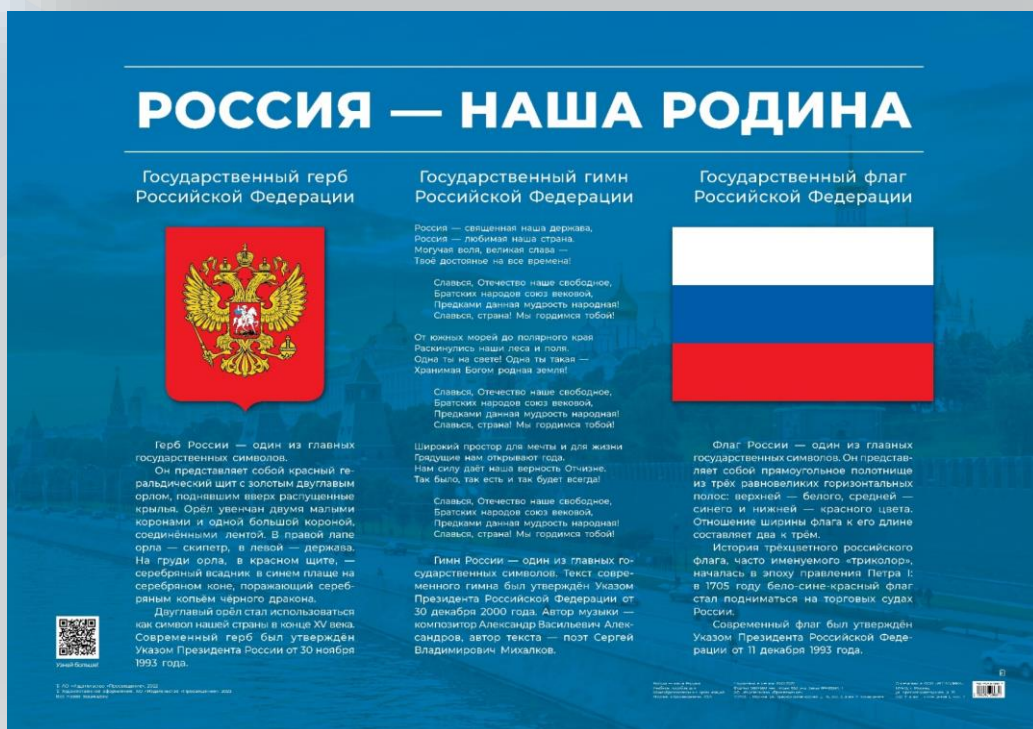 РОССИЯ — НАША РОДИНА
Государственный герб
Российской Федерации
Герб России — один из главных
государственных символов.
Он представляет собой красный ге-
ральдический щит с золотым двуглавым
орлом, поднявшим вверх распущенные
крылья. Орёл увенчан двумя малыми
коронами и одной большой короной,
соединёнными лентой. В правой лапе
орла — скипетр, в левой — держава.
На груди орла, в красном щите, —
серебряный всадник в синем плаще на
серебряном коне, поражающий сереб-
ряным копьём чёрного дракона.
Двуглавый орёл стал использоваться
как символ нашей страны в конце XV века.
Современный герб был утверждён
Указом Президента России от 30 ноября
1993 года.
Государственный гимн
Российской Федерации
Россия — священная наша держава,
Россия — любимая наша страна.
Могучая воля, великая слава —
Твоё достоянье на все времена!
Славься, Отечество наше свободное,
Братских народов союз вековой,
Предками данная мудрость народная!
Славься, страна! Мы гордимся тобой!
От южных морей до полярного края
Раскинулись наши леса и поля.
Одна ты на свете! Одна ты такая —
Хранимая Богом родная земля!
Славься, Отечество наше свободное,
Братских народов союз вековой,
Предками данная мудрость народная!
Славься, страна! Мы гордимся тобой!
Широкий простор для мечты и для жизни
Грядущие нам открывают года.
Нам силу даёт наша верность Отчизне.
Так было, так есть и так будет всегда!
Славься, Отечество наше свободное,
Братских народов союз вековой,
Предками данная мудрость народная!
Славься, страна! Мы гордимся тобой!
Гимн России — один из главных го-
сударственных символов. Текст совре-
менного гимна был утверждён Указом
Президента Российской Федерации от
30 декабря 2000 года. Автор музыки —
композитор Александр Васильевич Алек-
сандров, автор текста — поэт Сергей
Владимирович Михалков.
Государственный флаг
Российской Федерации
Флаг России — один из главных
государственных символов. Он представ-
ляет собой прямоугольное полотнище
из трёх равновеликих горизонтальных
полос: верхней — белого, средней —
синего и нижней — красного цвета.
Отношение ширины флага к его длине
составляет два к трём.
История трёхцветного российского
флага, часто именуемого «триколор»,
началась в эпоху правления Петра I:
в 1705 году бело-сине-красный флаг
стал подниматься на торговых судах
России.
Современный флаг был утверждён
Указом Президента Российской Феде-
рации от 11 декабря 1993 года.
Узнай больше!
© АО «Издательство «Просвещение», 2022